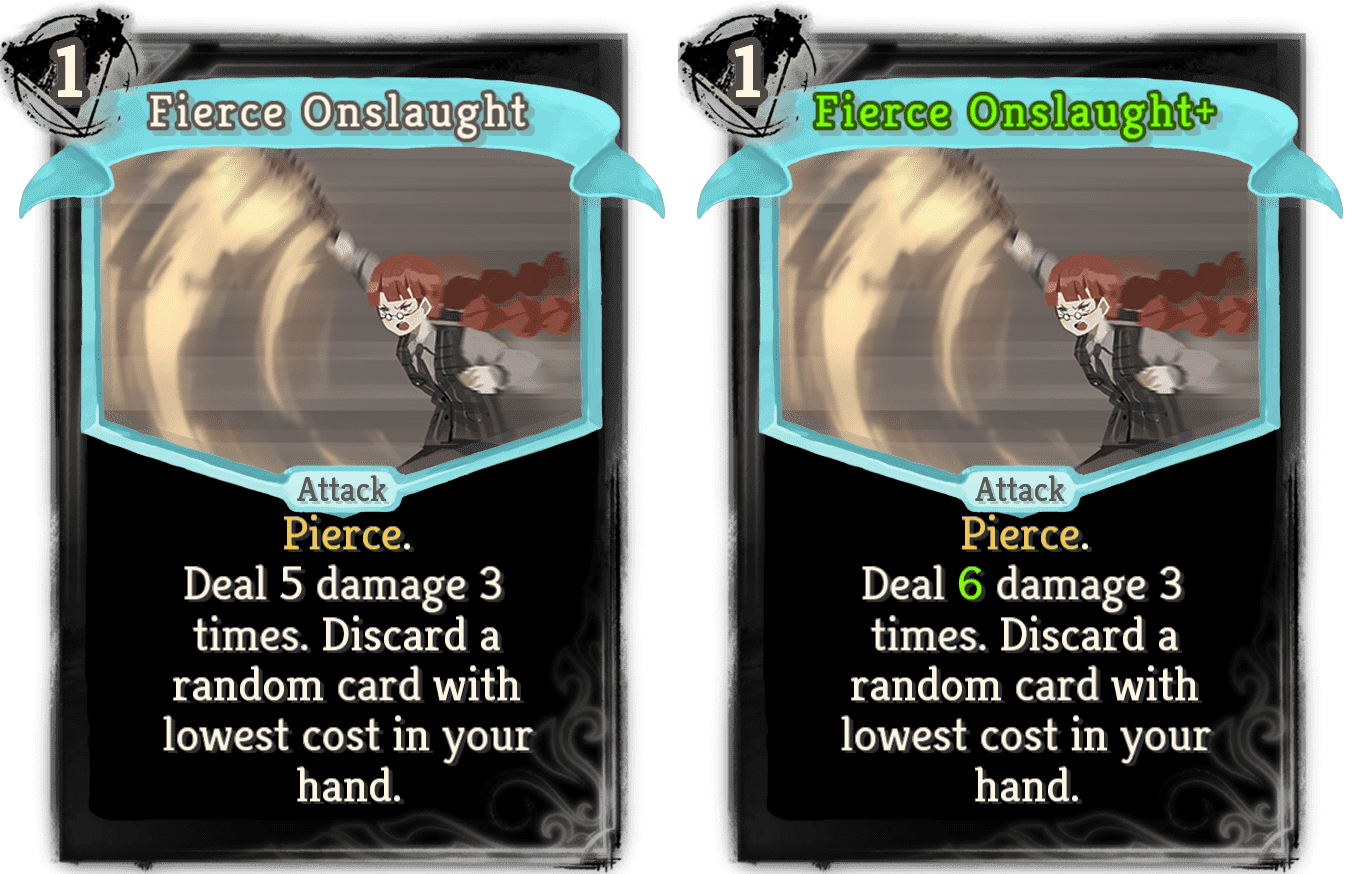 1
Fierce Onslaught
Attack
Pierce.
Deal 5 damage 3
times. Discard a
random card with
lowest cost in your
hand.
1
Fierce Onslaught+
Attack
Pierce.
Deal 6 damage 3
times. Discard a
random card with
lowest cost in your
hand.